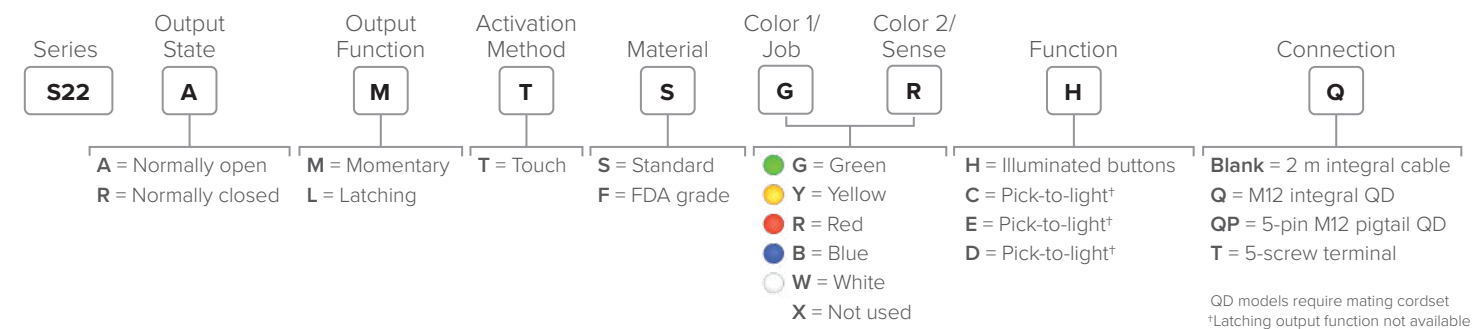 Series
Output
State
Output
Function
Activation
Method
Material
Color 1/
Job
Color 2/
Sense
Function
Connection
S22
A
M
T
S
G
R
H
Q
A = Normally open
R = Normally closed
M = Momentary
L = Latching
T = Touch
S = Standard
F = FDA grade
G = Green
Y = Yellow
R = Red
B = Blue
W = White
X = Not used
H = Illuminated buttons
C = Pick-to-light†
E = Pick-to-light†
D = Pick-to-light†
Blank = 2 m integral cable
Q = M12 integral QD
QP = 5-pin M12 pigtail QD
T = 5-screw terminal
QD models require mating cordset
†Latching output function not available